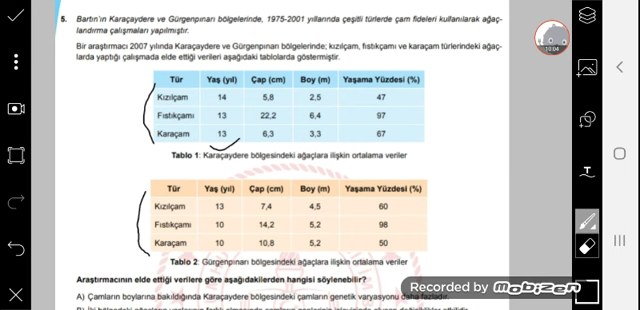 5. Bartın'ın Karaçaydere ve Gürgenpınarı bölgelerinde, 1975-2001 yıllarında çeşitli türlerde çam fideleri kullanılarak ağaç-
landırma çalışmaları yapılmıştır.
Bir araştırmacı 2007 yılında Karaçaydere ve Gürgenpınarı bölgelerinde; kızılçam, fıstıkçamı ve karaçam türlerindeki ağaç-
larda yaptığı çalışmada elde ettiği verileri aşağıdaki tablolarda göstermiştir.
10:04
Tür Yaş (yıl) Çap (cm) Boy (m) Yaşama Yüzdesi (%)
Kızılçam 14 5,8 2,5 47
Fıstıkçamı 13 22,2 6,4 97
Karaçam 13 6,3 3,3 67
Tablo 1: Karaçaydere bölgesindeki ağaçlara ilişkin ortalama veriler
Tür Yaş (yıl) Çap (cm) Boy (m) Yaşama Yüzdesi (%)
Kızılçam 13 7,4 4,5 60
Fıstıkçamı 10 14,2 5,2 98
Karaçam 10 10,8 5,2 50
Tablo 2: Gürgenpınarı bölgesindeki ağaçlara ilişkin ortalama veriler
Araştırmacının elde ettiği verilere göre aşağıdakilerden hangisi söylenebilir?
Recorded by Mobizen
A) Çamların boylarına bakıldığında Karaçaydere bölgesindeki çamların genetik varyasyonu daha fazladır.